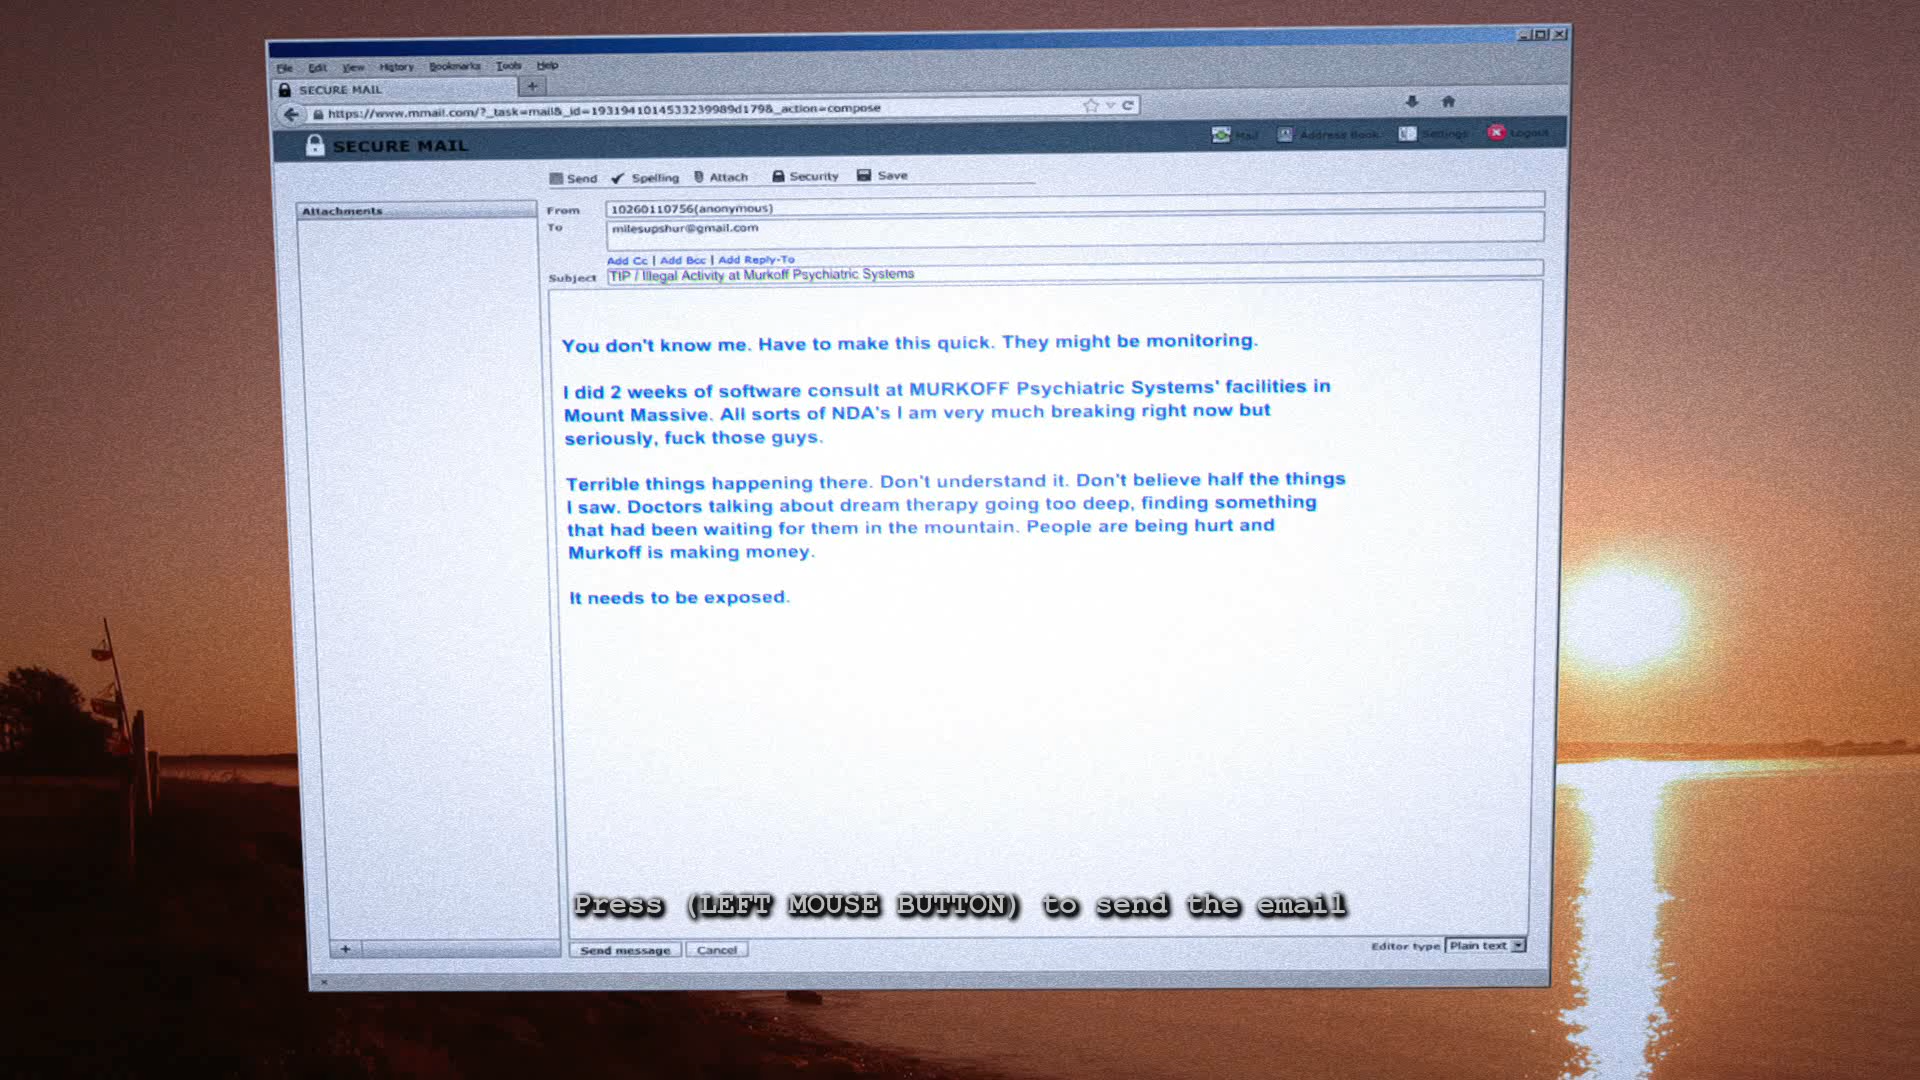 File Edit View History Bookmarks Tools Help
SECURE MAIL
+
https://www.mmail.com/?_task=mail&_id=1931941014533239989d179&_action=compose
SECURE MAIL
Mail Address Book Settings Logout
Send Spelling Attach Security Save
Attachments
From 10260110756(anonymous)
To milesupshur@gmail.com
Add Cc | Add Bcc | Add Reply-To
Subject TIP / Illegal Activity at Murkoff Psychiatric Systems
You don't know me. Have to make this quick. They might be monitoring.
I did 2 weeks of software consult at MURKOFF Psychiatric Systems' facilities in
Mount Massive. All sorts of NDA's I am very much breaking right now but
seriously, fuck those guys.
Terrible things happening there. Don't understand it. Don't believe half the things
I saw. Doctors talking about dream therapy going too deep, finding something
that had been waiting for them in the mountain. People are being hurt and
Murkoff is making money.
It needs to be exposed.
Press (LEFT MOUSE BUTTON) to send the email
+
Send message Cancel
Editor type Plain text
×